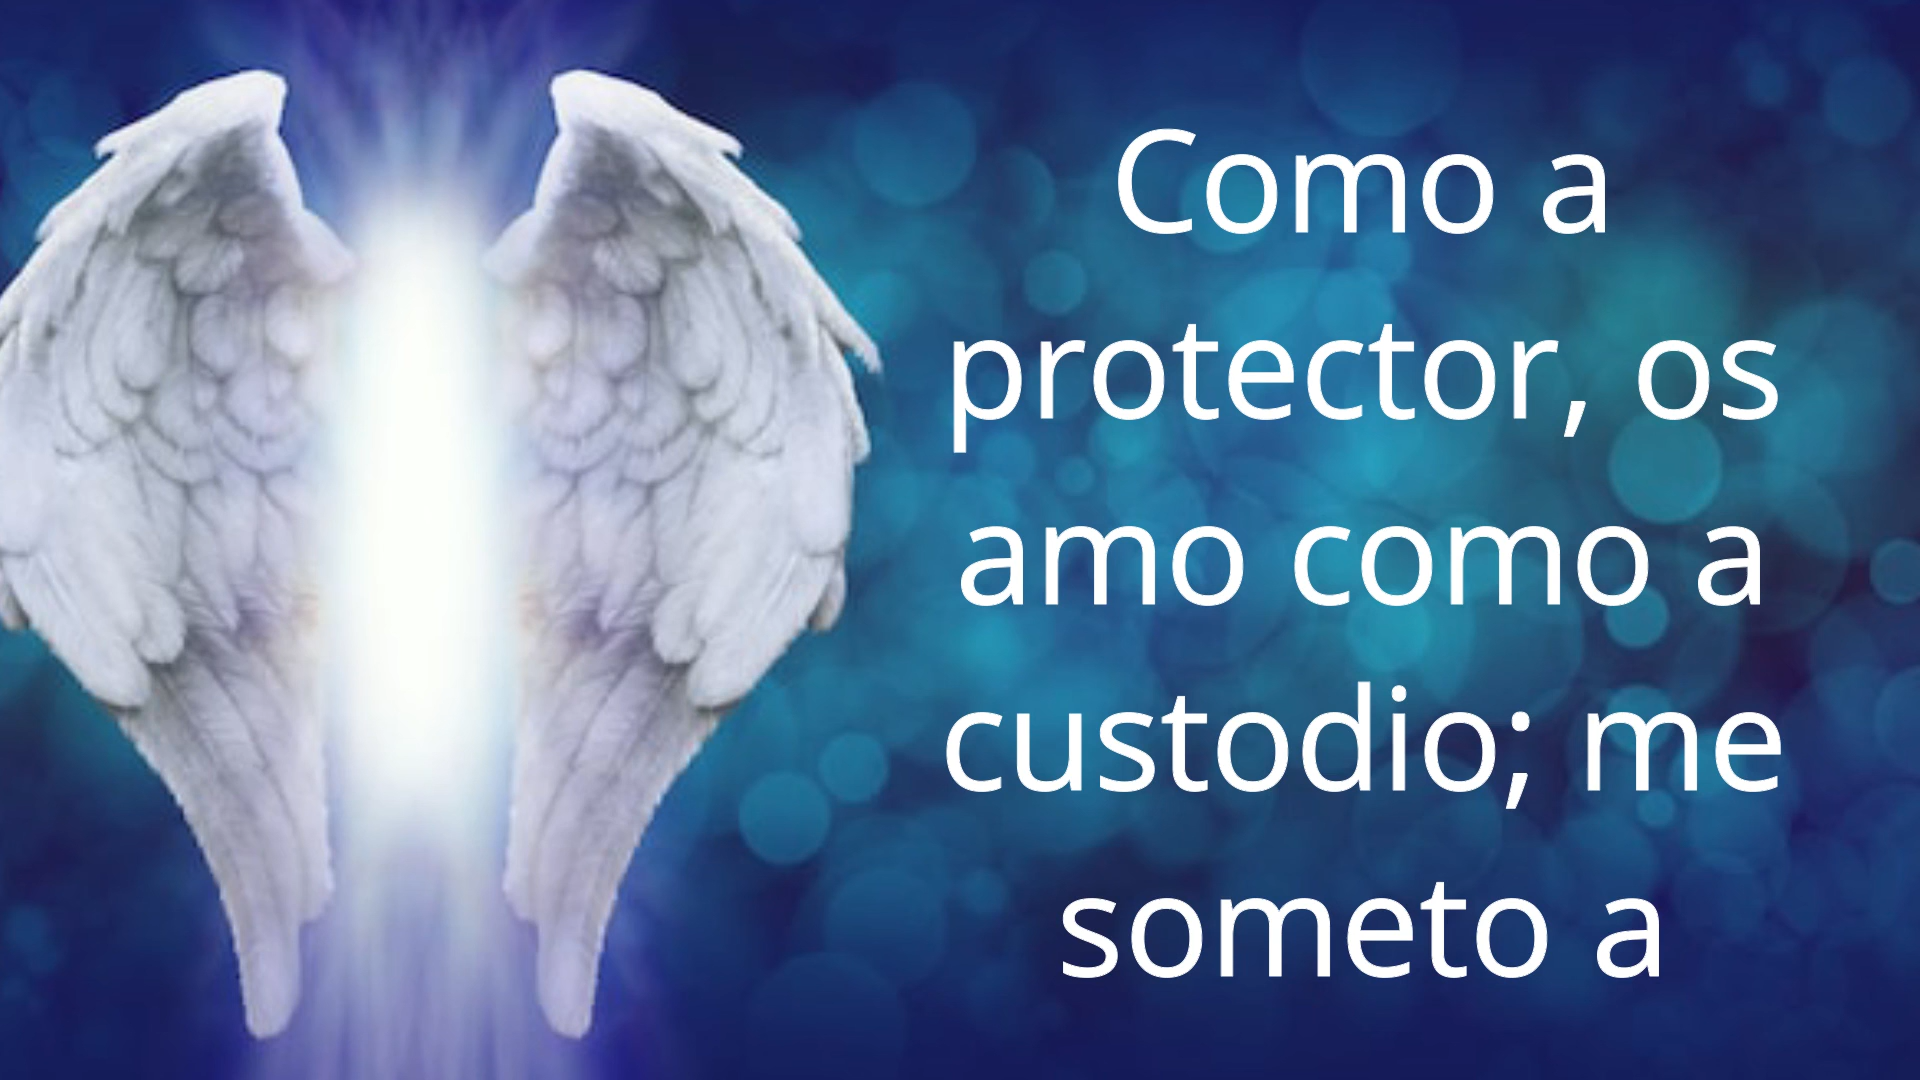 Como a
protector, os
amo como a
custodio; me
someto a